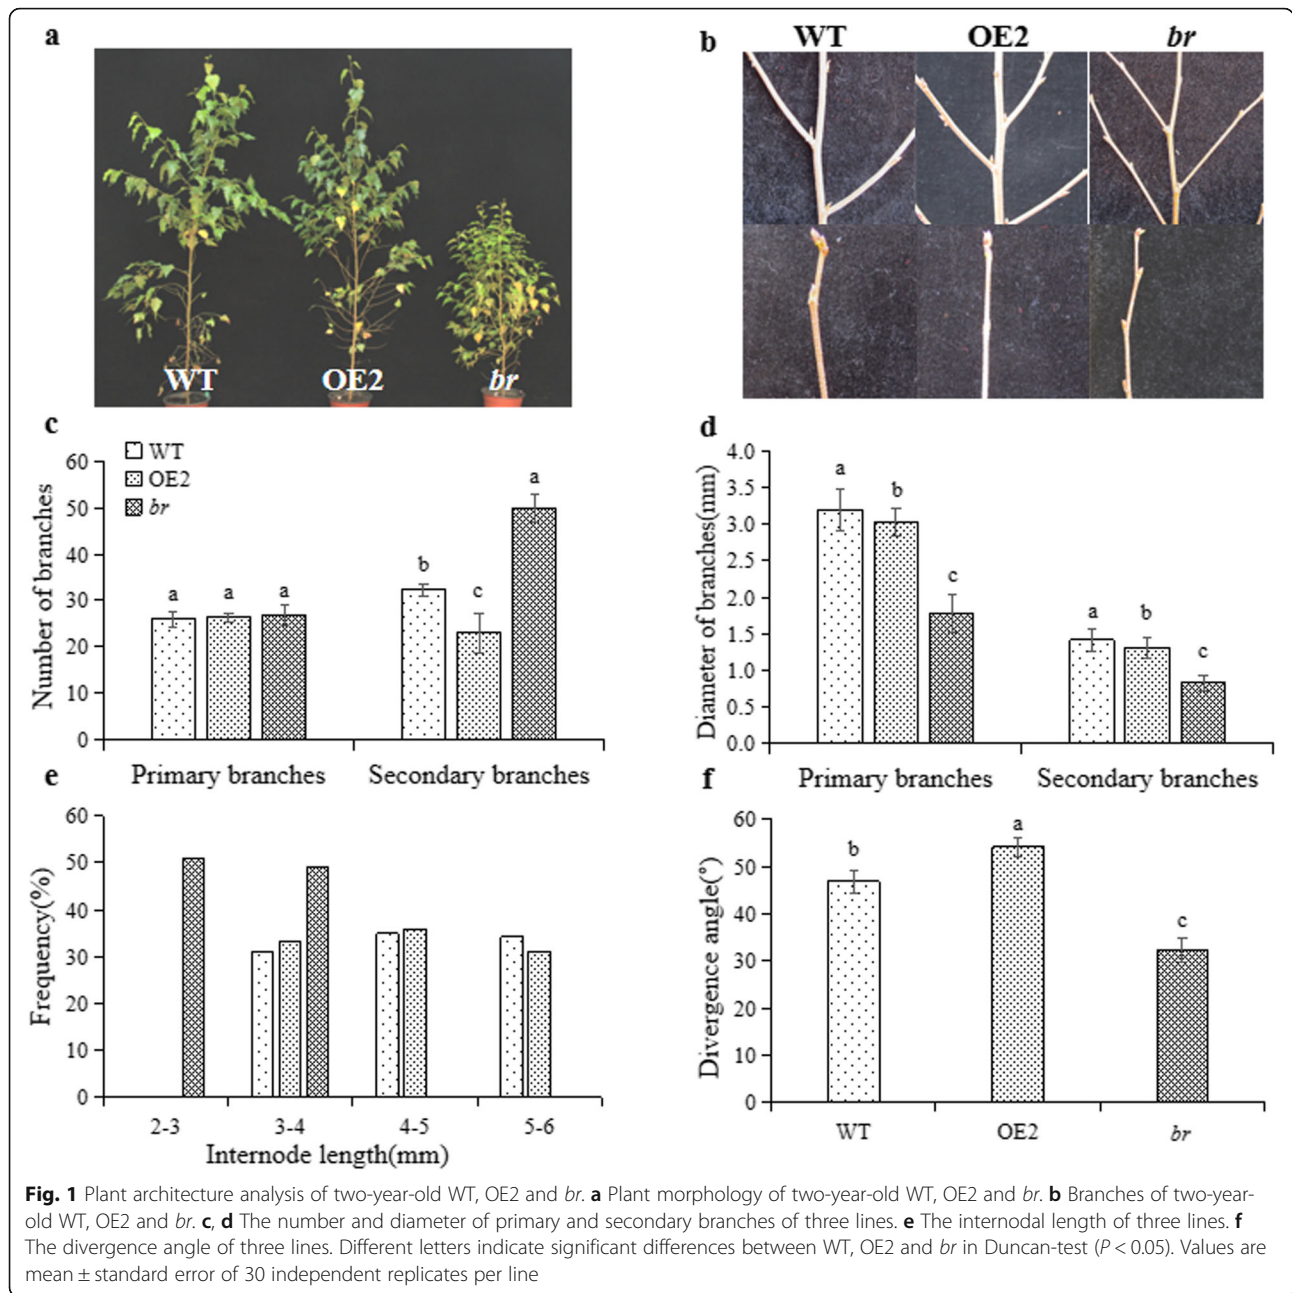 a
WT
OE2
br
b
WT OE2 br
c
WT
OE2
br
Number of branches
60
50
40
30
20
10
0
a a a
b c a
Primary branches Secondary branches
d
Diameter of branches(mm)
4.0
3.5
3.0
2.5
2.0
1.5
1.0
0.5
0.0
a b c
a b c
Primary branches Secondary branches
e
Frequency(%)
60
50
40
30
20
10
0
2-3 3-4 4-5 5-6
Internode length(mm)
f
Divergence angle(°)
60
50
40
30
20
10
0
b a c
WT OE2 br
Fig. 1 Plant architecture analysis of two-year-old WT, OE2 and br. a Plant morphology of two-year-old WT, OE2 and br. b Branches of two-year-
old WT, OE2 and br. c, d The number and diameter of primary and secondary branches of three lines. e The internodal length of three lines. f
The divergence angle of three lines. Different letters indicate significant differences between WT, OE2 and br in Duncan-test (P < 0.05). Values are
mean ± standard error of 30 independent replicates per line